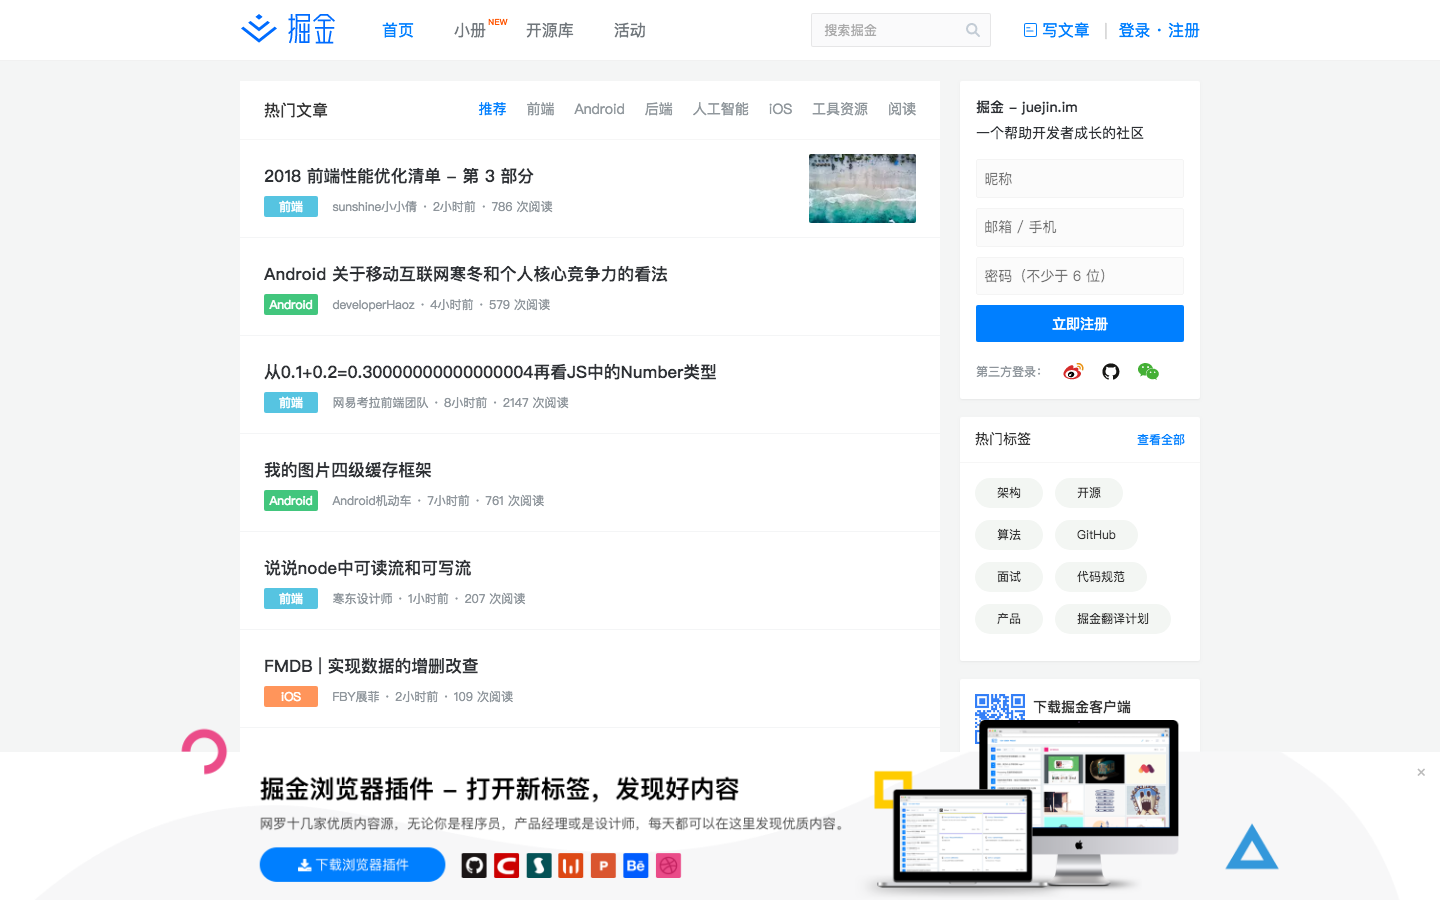 掘金 首页 小册 NEW 开源库 活动 搜索掘金 写文章 登录 · 注册
热门文章 推荐 前端 Android 后端 人工智能 iOS 工具资源 阅读
2018 前端性能优化清单 – 第 3 部分
前端 sunshine小小倩 · 2小时前 · 786 次阅读
Android 关于移动互联网寒冬和个人核心竞争力的看法
Android developerHaoz · 4小时前 · 579 次阅读
从0.1+0.2=0.30000000000000004再看JS中的Number类型
前端 网易考拉前端团队 · 8小时前 · 2147 次阅读
我的图片四级缓存框架
Android Android机动车 · 7小时前 · 761 次阅读
说说node中可读流和可写流
前端 寒东设计师 · 1小时前 · 207 次阅读
FMDB | 实现数据的增删改查
iOS FBY展菲 · 2小时前 · 109 次阅读
掘金 – juejin.im
一个帮助开发者成长的社区
昵称
邮箱 / 手机
密码（不少于 6 位）
立即注册
第三方登录：
热门标签 查看全部
架构 开源
算法 GitHub
面试 代码规范
产品 掘金翻译计划
下载掘金客户端
掘金浏览器插件 – 打开新标签，发现好内容
网罗十几家优质内容源，无论你是程序员，产品经理或是设计师，每天都可以在这里发现优质内容。
下载浏览器插件 P Bē